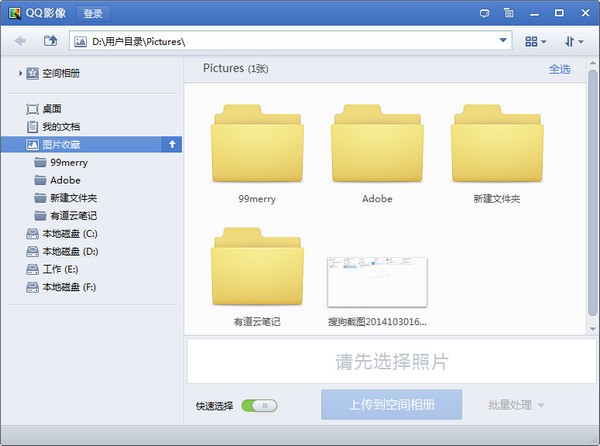 QQ影像 登录
D:\用户目录\Pictures\
空间相册
桌面
我的文档
图片收藏
99merry
Adobe
新建文件夹
有道云笔记
本地磁盘 (C:)
本地磁盘 (D:)
工作 (E:)
本地磁盘 (F:)
Pictures (1张) 全选
99merry Adobe 新建文件夹
有道云笔记 搜狗截图2014103016...
请先选择照片
快速选择 上传到空间相册 批量处理